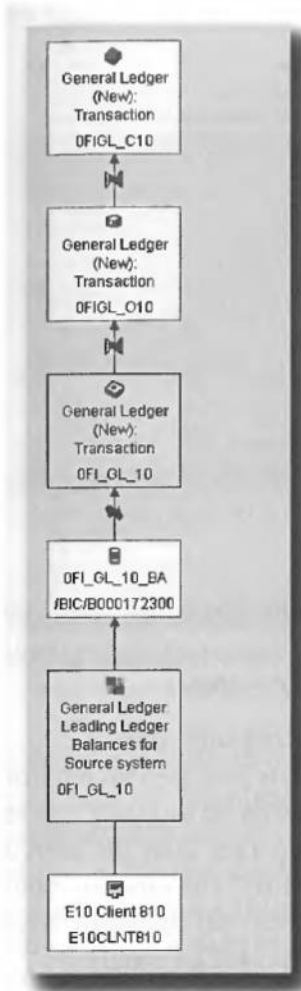 General Ledger
(New):
Transaction
0FIGL_C10
General Ledger
(New):
Transaction
0FIGL_O10
General Ledger
(New):
Transaction
0FI_GL_10
0FI_GL_10_BA
/BIC/B000172300
General Ledger:
Leading Ledger
Balances for
Source system
0FI_GL_10
E10 Client 810
E10CLNT810